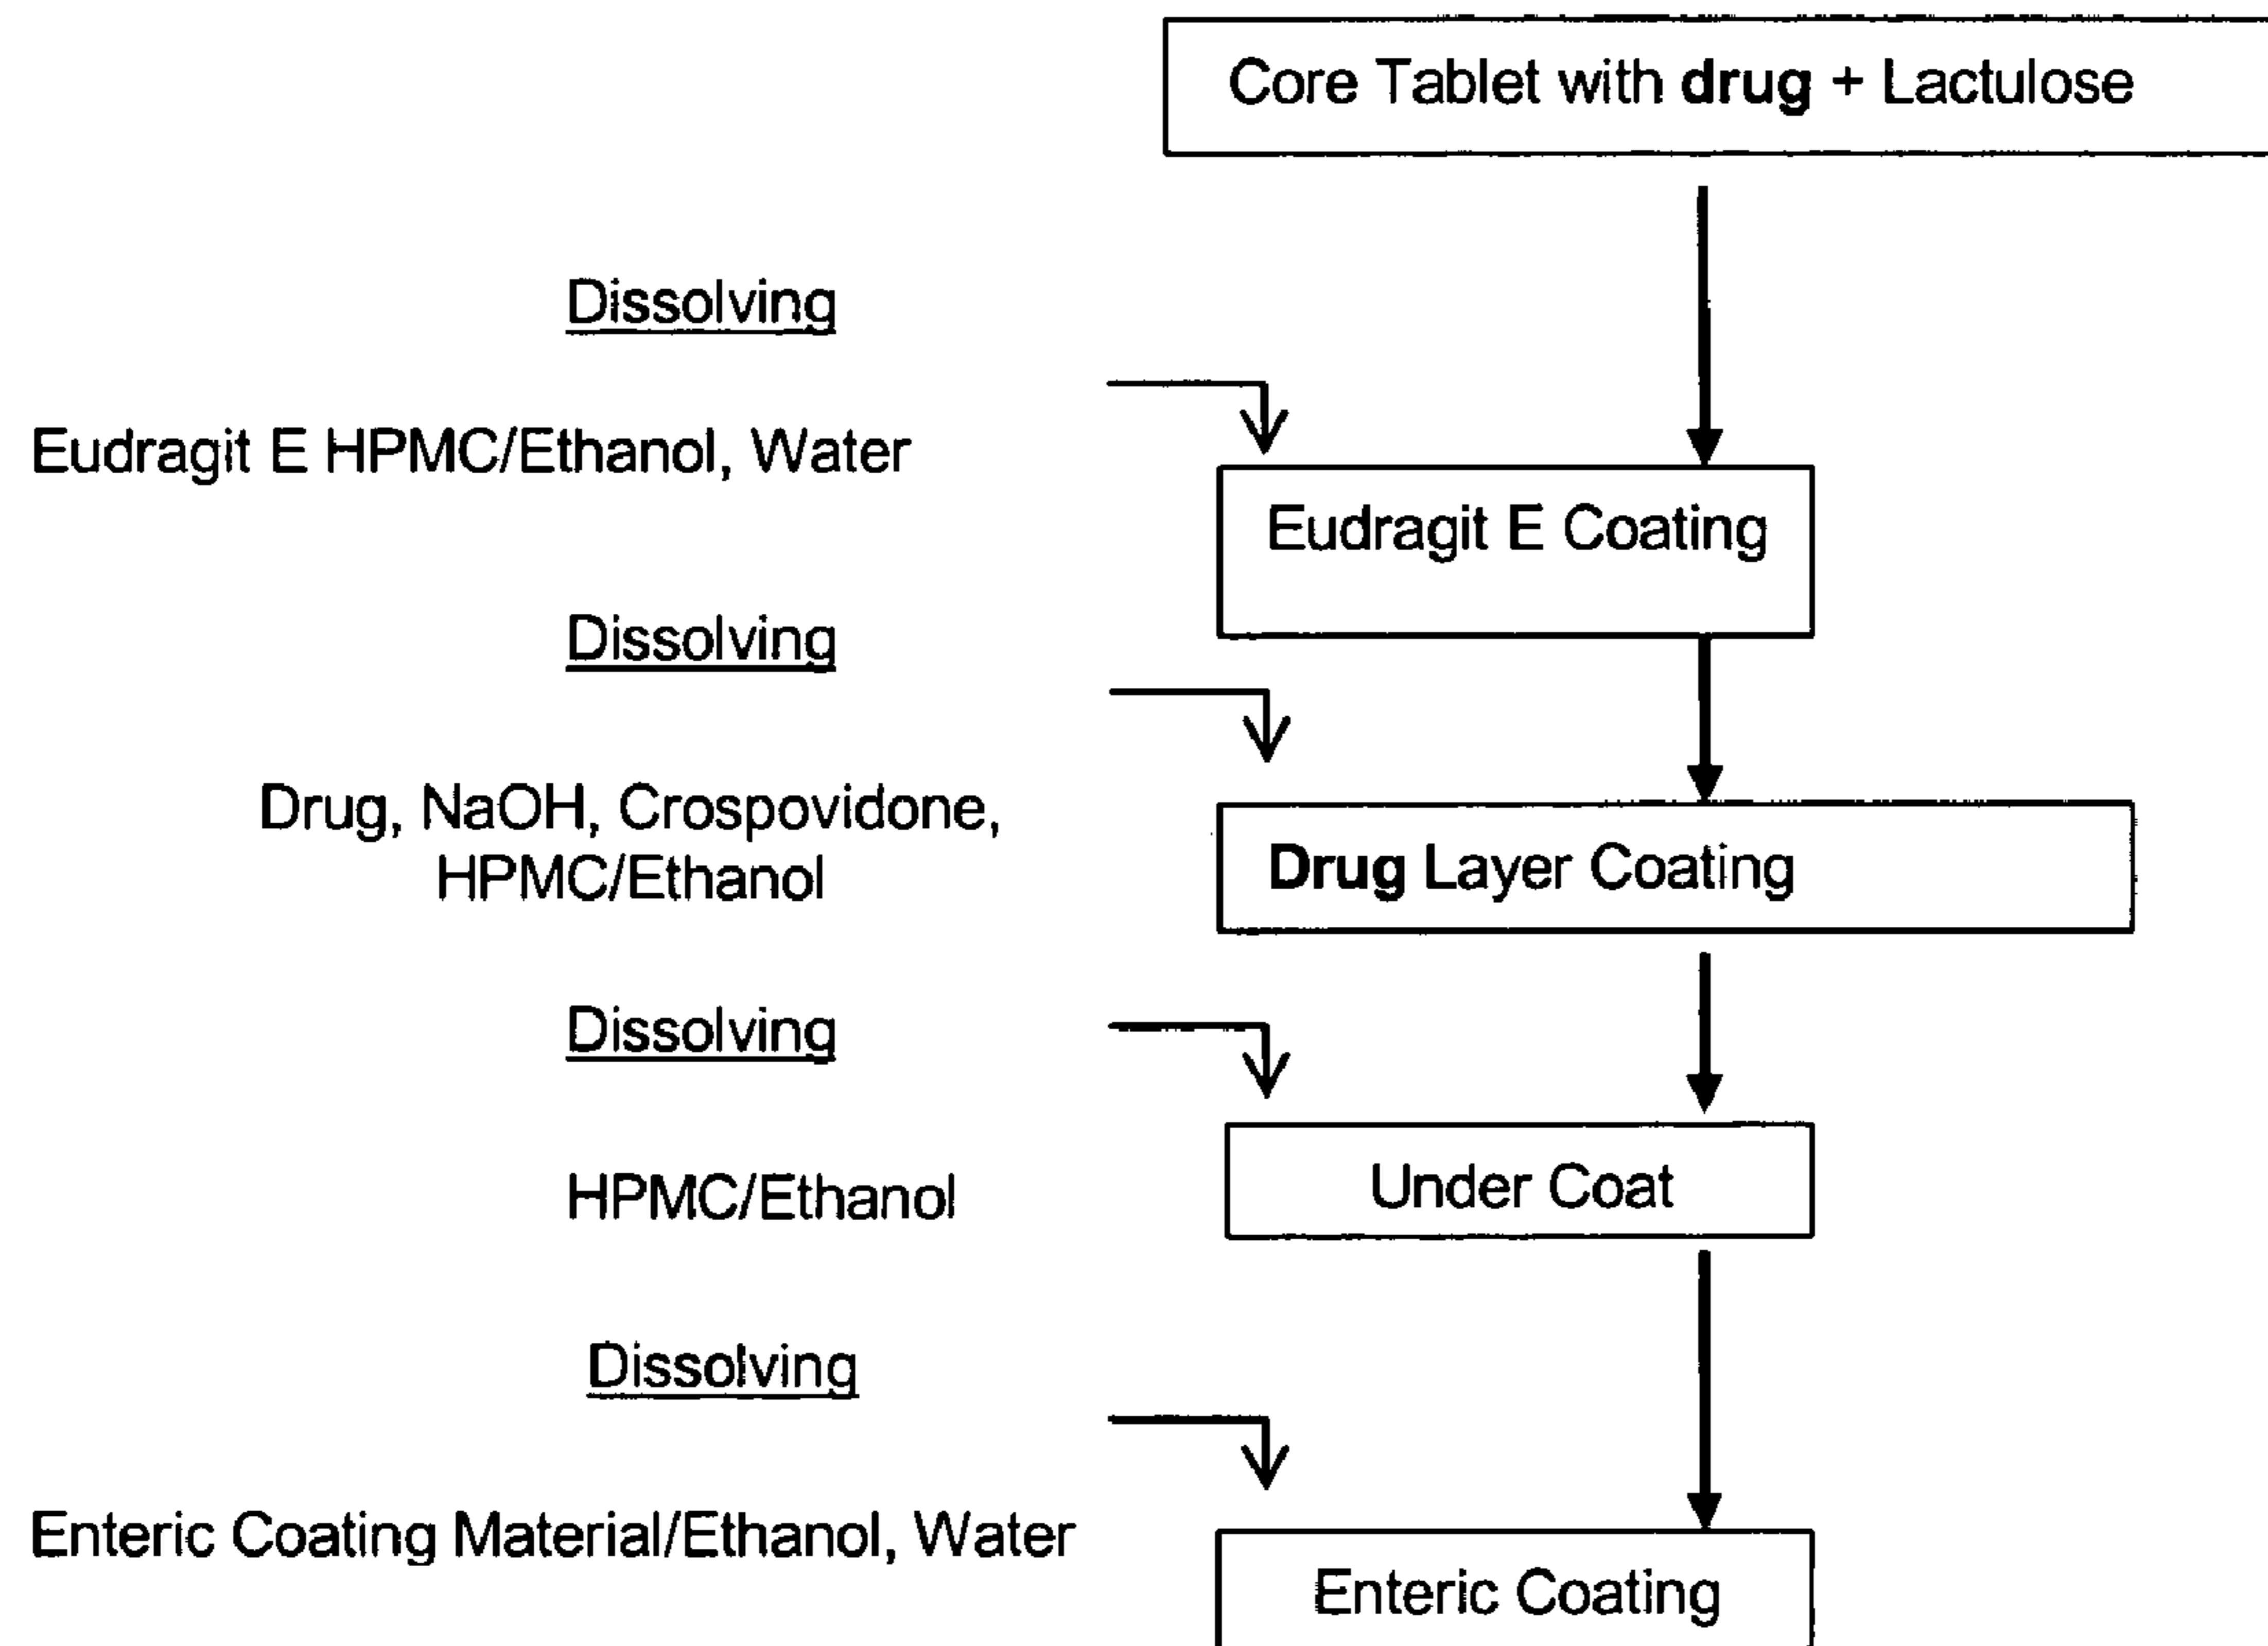 Core Tablet with drug + Lactulose
Dissolving
Eudragit E HPMC/Ethanol, Water
Eudragit E Coating
Dissolving
Drug, NaOH, Crospovidone,
HPMC/Ethanol
Drug Layer Coating
Dissolving
HPMC/Ethanol
Under Coat
Dissolving
Enteric Coating Material/Ethanol, Water
Enteric Coating